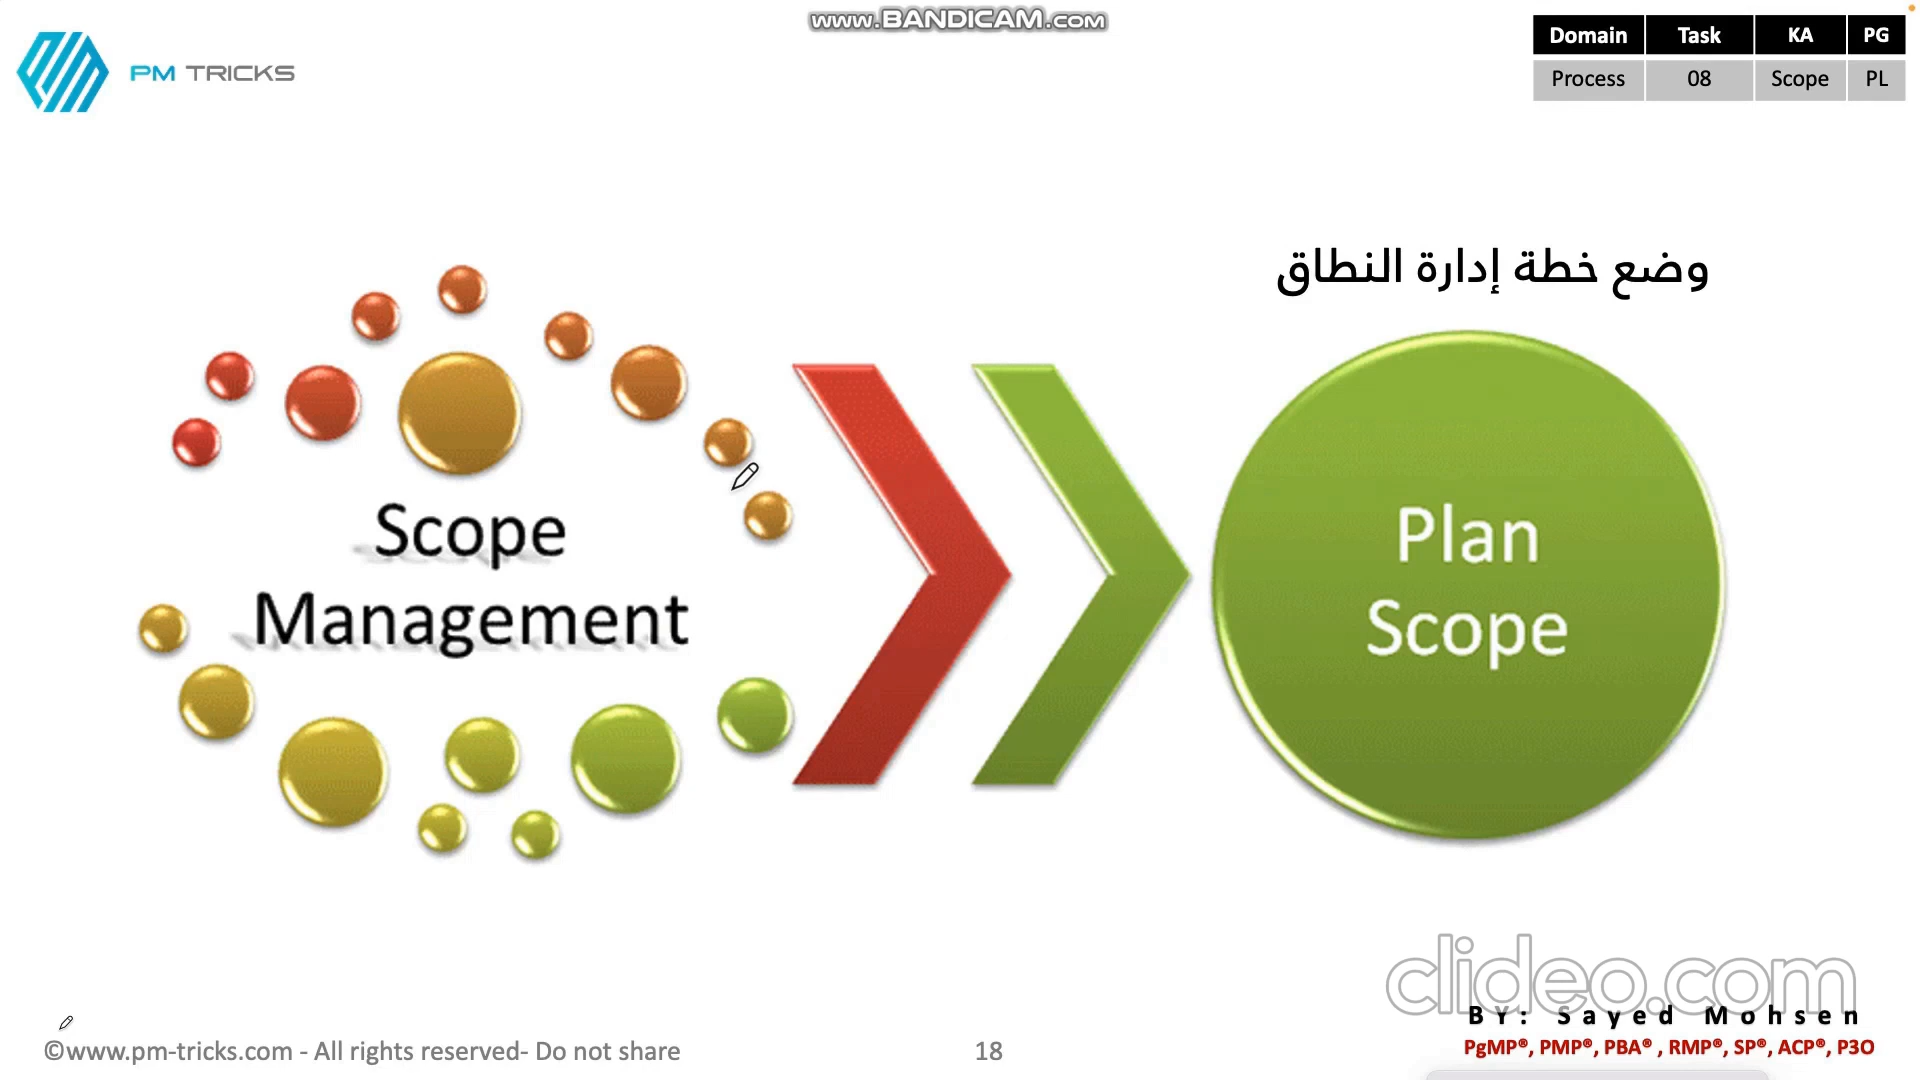 www.BANDICAM.com
PM TRICKS
Domain Task KA PG
Process 08 Scope PL
وضع خطة إدارة النطاق
Scope
Management
Plan
Scope
clideo.com
BY: Sayed Mohsen
©www.pm-tricks.com - All rights reserved- Do not share
18
PgMP®, PMP®, PBA® , RMP®, SP®, ACP®, P3O